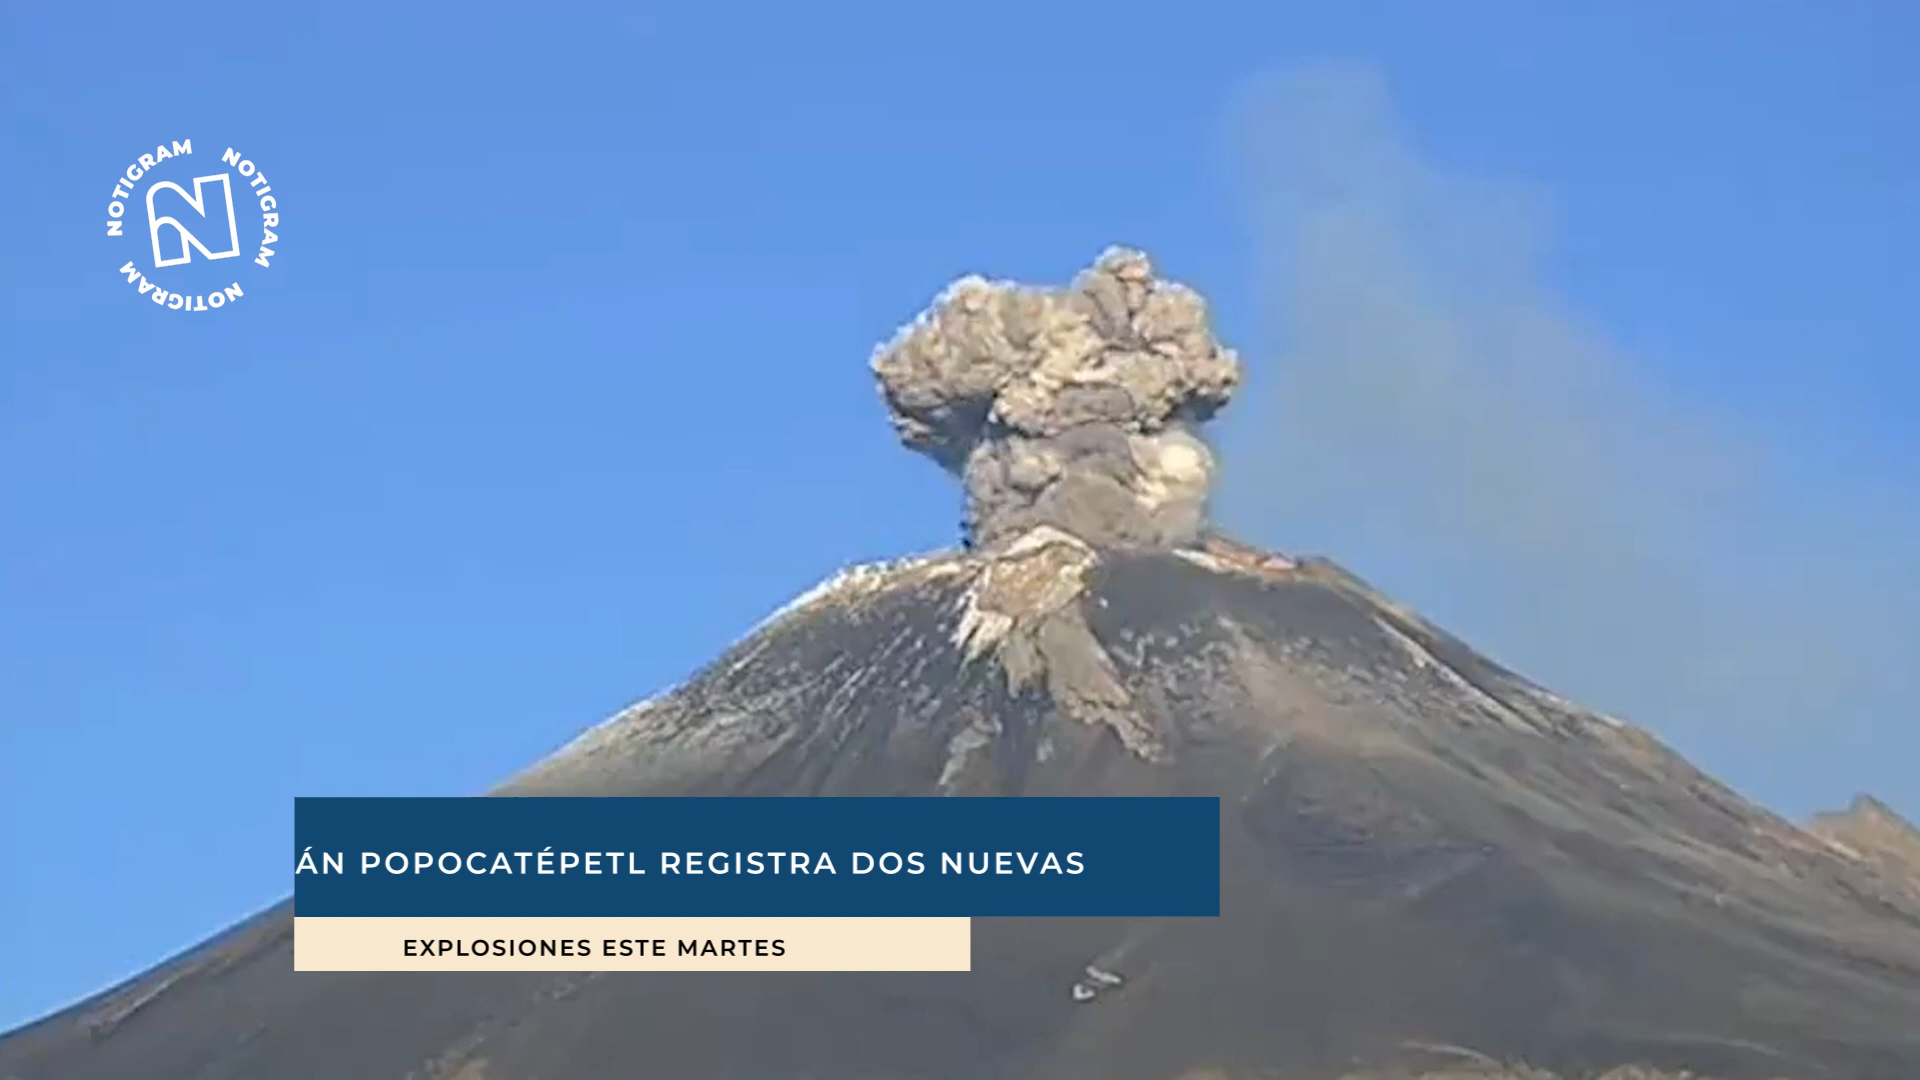 NOTIGRAM
NOTIGRAM
NOTIGRAM
N
ÁN POPOCATÉPETL REGISTRA DOS NUEVAS
EXPLOSIONES ESTE MARTES